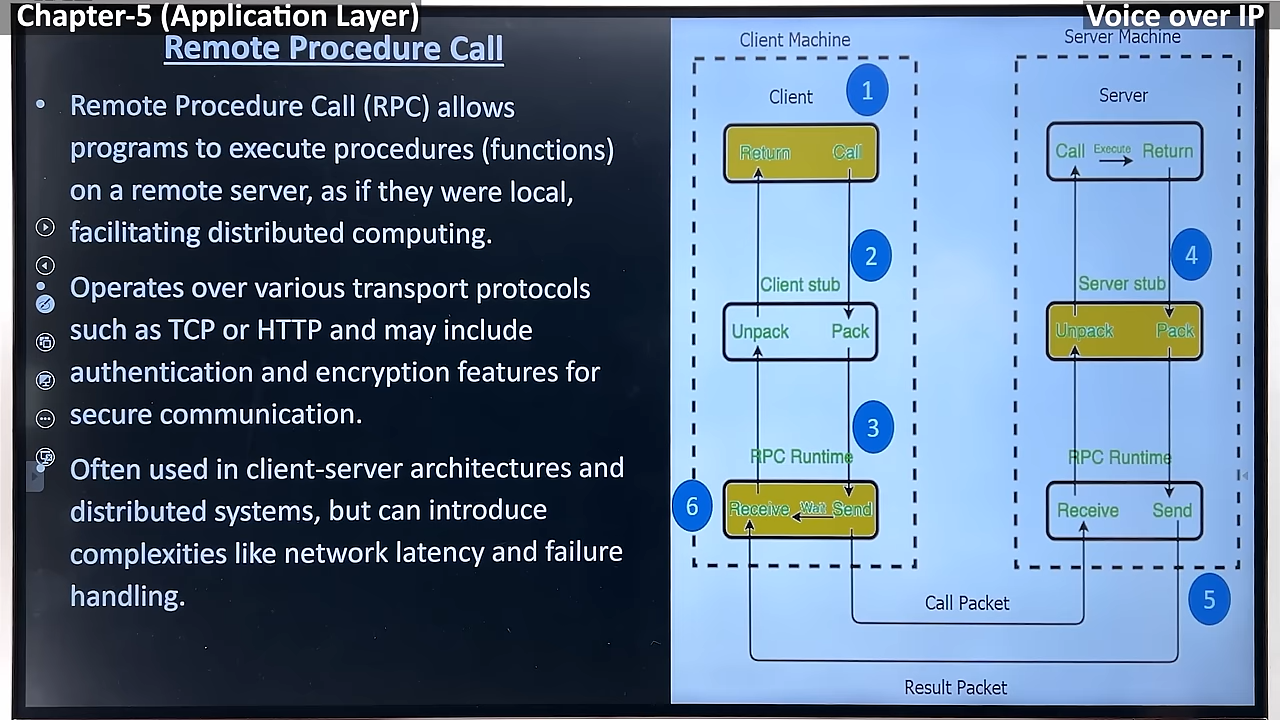 Chapter-5 (Application Layer)
Voice over IP
Remote Procedure Call
• Remote Procedure Call (RPC) allows
programs to execute procedures (functions)
on a remote server, as if they were local,
facilitating distributed computing.
• Operates over various transport protocols
such as TCP or HTTP and may include
authentication and encryption features for
secure communication.
• Often used in client-server architectures and
distributed systems, but can introduce
complexities like network latency and failure
handling.
Client Machine
Client
1
Return Call
2
Client stub
Unpack Pack
3
RPC Runtime
6
Receive Wait Send
Server Machine
Server
Call Execute Return
4
Server stub
Unpack Pack
RPC Runtime
Receive Send
5
Call Packet
Result Packet